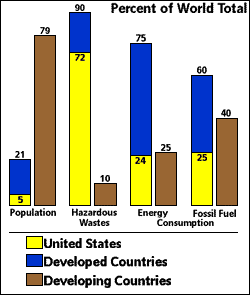 Percent of World Total
90
79
75
72
60
40
21
5
10
24
25
25
Population
Hazardous
Wastes
Energy
Fossil Fuel
Consumption
United States
Developed Countries
Developing Countries